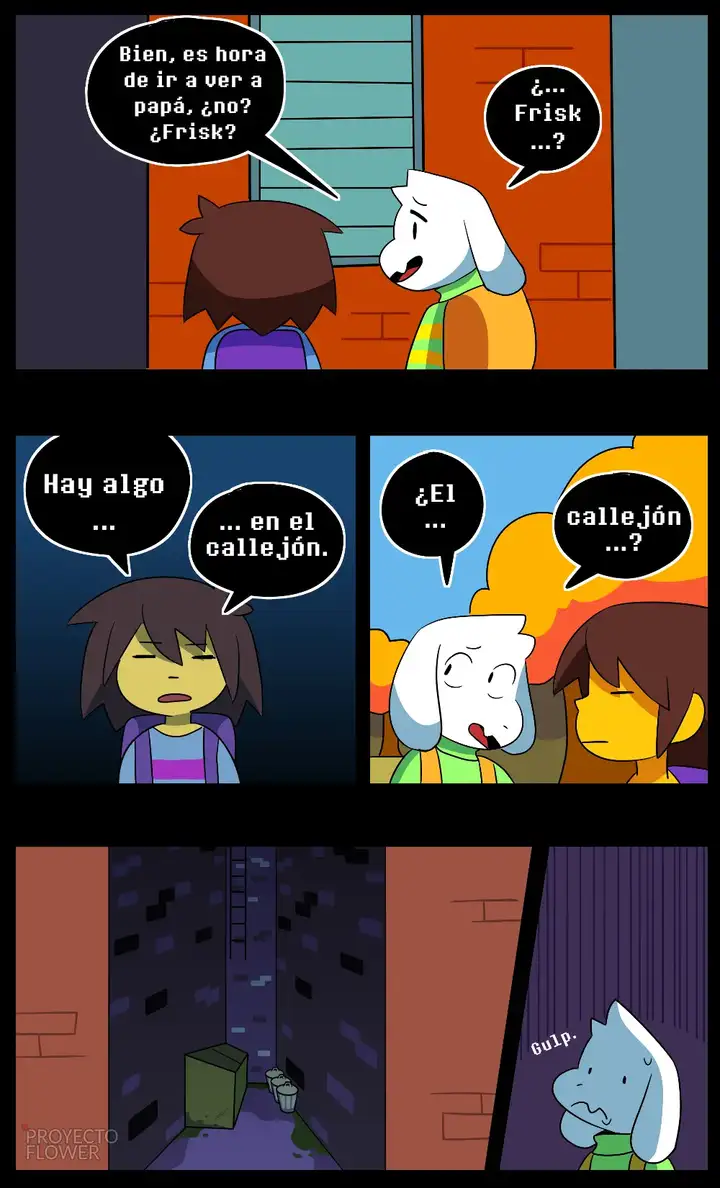 Bien, es hora
de ir a ver a
papá, ¿no?
¿Frisk?
¿...
Frisk
...?
Hay algo
...
... en el
callejón.
¿El
...
callejón
...?
Gulp.
PROYECTO
FLOWER